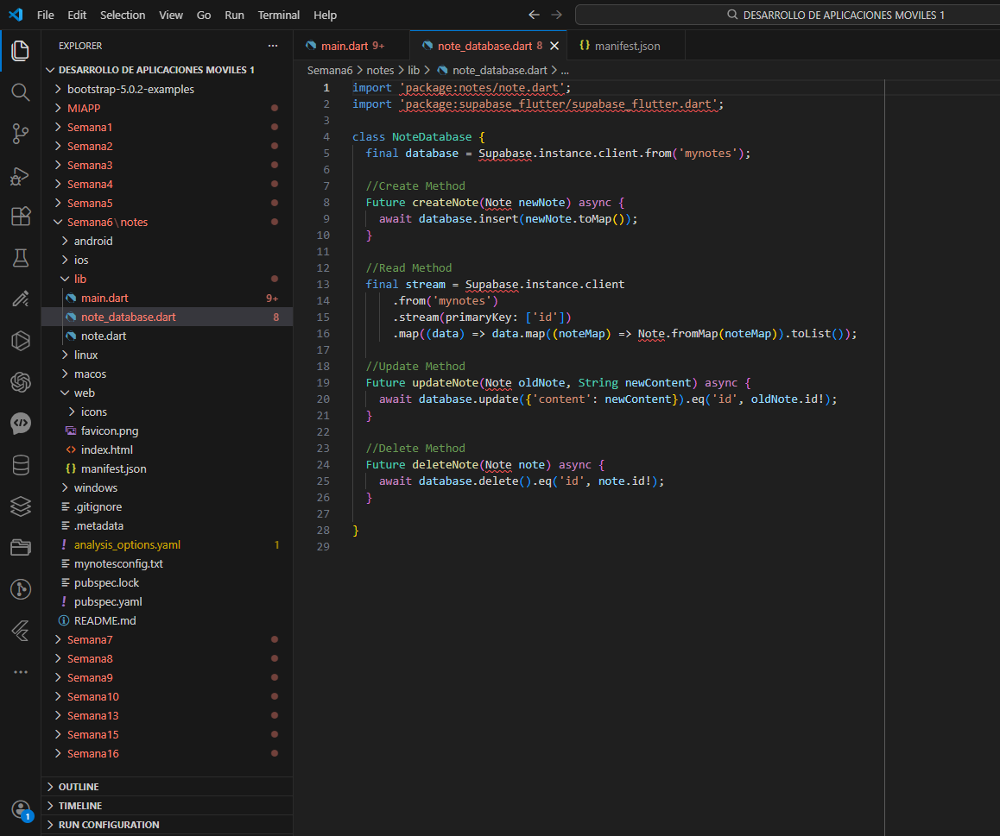 File Edit Selection View Go Run Terminal Help
DESARROLLO DE APLICACIONES MOVILES 1
EXPLORER
DESARROLLO DE APLICACIONES MOVILES 1
bootstrap-5.0.2-examples
MIAPP
Semana1
Semana2
Semana3
Semana4
Semana5
Semana6\notes
android
ios
lib
main.dart 9+
note_database.dart 8
note.dart
linux
macos
web
icons
favicon.png
index.html
{} manifest.json
windows
.gitignore
.metadata
! analysis_options.yaml 1
mynotesconfig.txt
pubspec.lock
! pubspec.yaml
README.md
Semana7
Semana8
Semana9
Semana10
Semana13
Semana15
Semana16
OUTLINE
TIMELINE
RUN CONFIGURATION
1
main.dart 9+ note_database.dart 8 {} manifest.json
Semana6 > notes > lib > note_database.dart > ...
1 import 'package:notes/note.dart';
2 import 'package:supabase_flutter/supabase_flutter.dart';
3
4 class NoteDatabase {
5 final database = Supabase.instance.client.from('mynotes');
6
7 //Create Method
8 Future createNote(Note newNote) async {
9 await database.insert(newNote.toMap());
10 }
11
12 //Read Method
13 final stream = Supabase.instance.client
14 .from('mynotes')
15 .stream(primaryKey: ['id'])
16 .map((data) => data.map((noteMap) => Note.fromMap(noteMap)).toList());
17
18 //Update Method
19 Future updateNote(Note oldNote, String newContent) async {
20 await database.update({'content': newContent}).eq('id', oldNote.id!);
21 }
22
23 //Delete Method
24 Future deleteNote(Note note) async {
25 await database.delete().eq('id', note.id!);
26 }
27
28 }
29